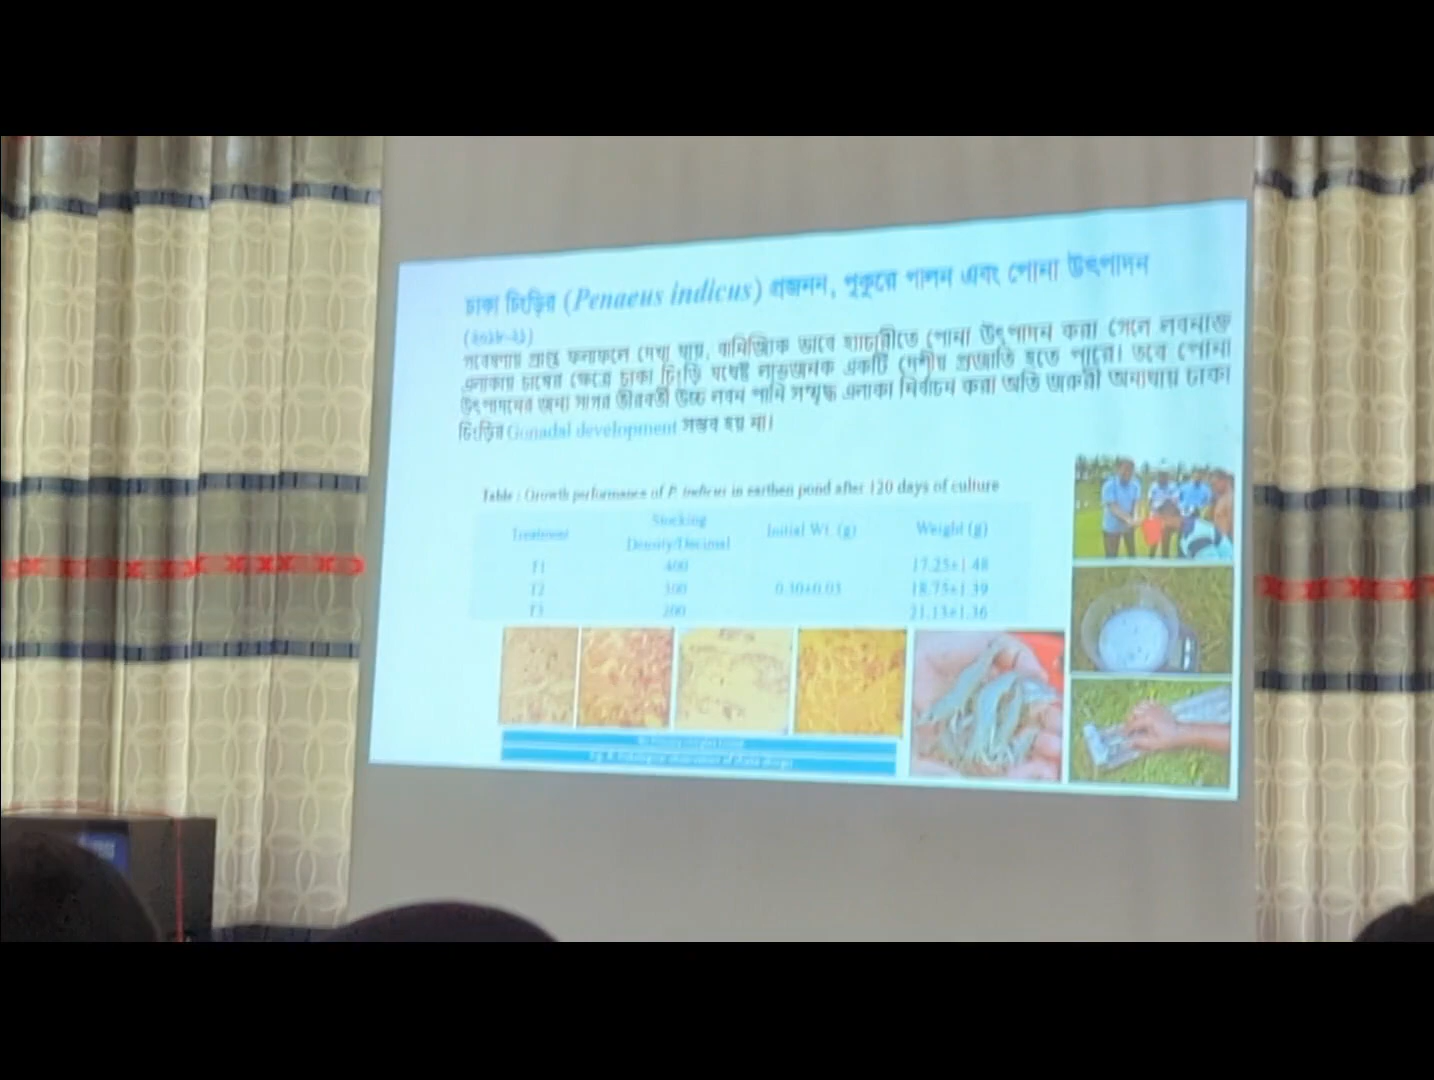 চাকা চিংড়ির (Penaeus indicus) প্রজনন, পুকুরে পালন এবং পোনা উৎপাদন
(২০১৮-২১)
গবেষণায় প্রাপ্ত ফলাফলে দেখা যায়, বানিজ্যিক ভাবে হ্যাচারীতে পোনা উৎপাদন করা গেলে লবনাক্ত
এলাকায় চাষের ক্ষেত্রে চাকা চিংড়ি যথেষ্ট লাভজনক একটি দেশীয় প্রজাতি হতে পারে। তবে পোনা
উৎপাদনের জন্য সাগর তীরবর্তী উচ্চ লবন পানি সম্মৃদ্ধ এলাকা নির্বাচন করা অতি জরুরী অন্যথায় চাকা
চিংড়ির Gonadal development সম্ভব হয় না।
Table : Growth performance of P. indicus in earthen pond after 120 days of culture
Treatment Stocking Density/Decimal Initial Wt. (g) Weight (g)
T1 400 17.25±1.48
T2 300 0.30±0.03 18.75±1.39
T3 200 21.13±1.36